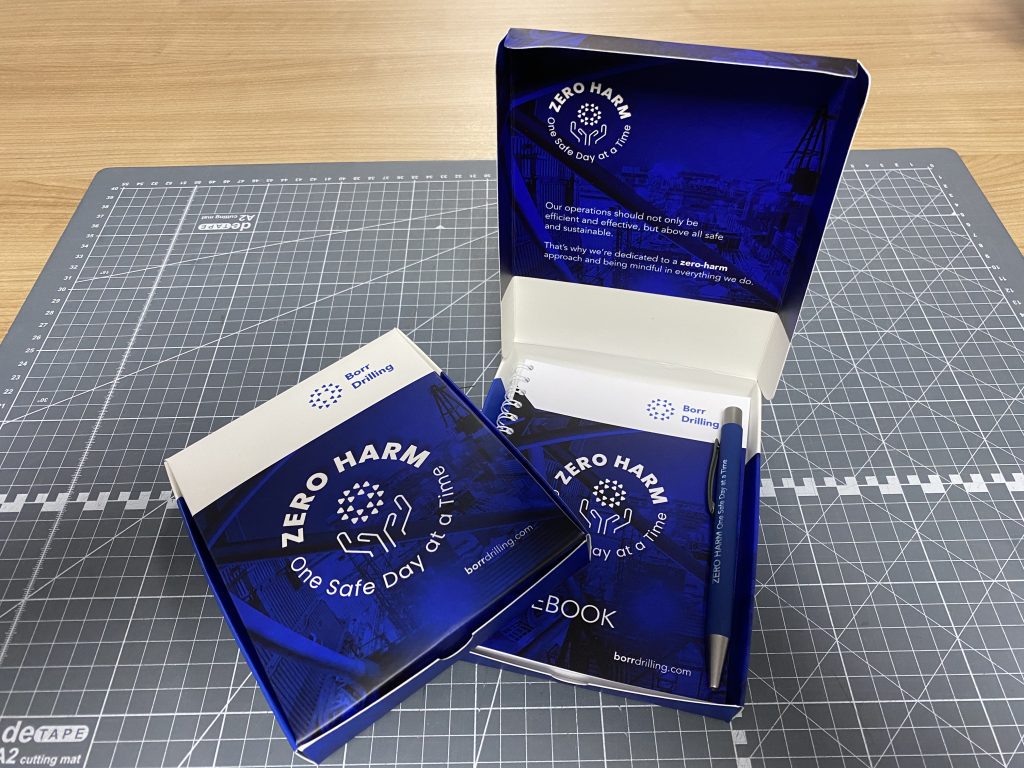 ZERO HARM
One Safe Day at a Time
Our operations should not only be
efficient and effective, but above all safe
and sustainable.
That's why we're dedicated to a zero-harm
approach and being mindful in everything we do.
deTAPE
A2 cutting mat
Borr
Drilling
ZERO HARM
One Safe Day at a Time
borrdrilling.com
Borr
Drilling
ZERO HARM
Day at a Time
EBOOK
borrdrilling.com
ZERO HARM One Safe Day at a Time
deTAPE
A2 cutting mat